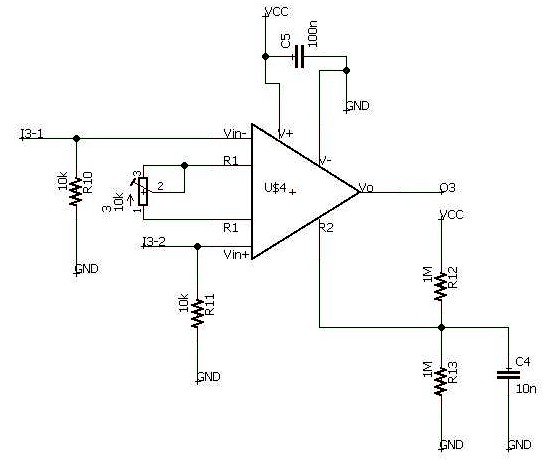 VCC
C5
100n
GND
I3-1
Vin-
V+
V-
R1
3
2
1
10k
R10
3
10k
U$4
Vo
O3
R1
R2
I3-2
Vin+
VCC
GND
10k
R11
1M
R12
1M
R13
C4
10n
GND
GND
GND